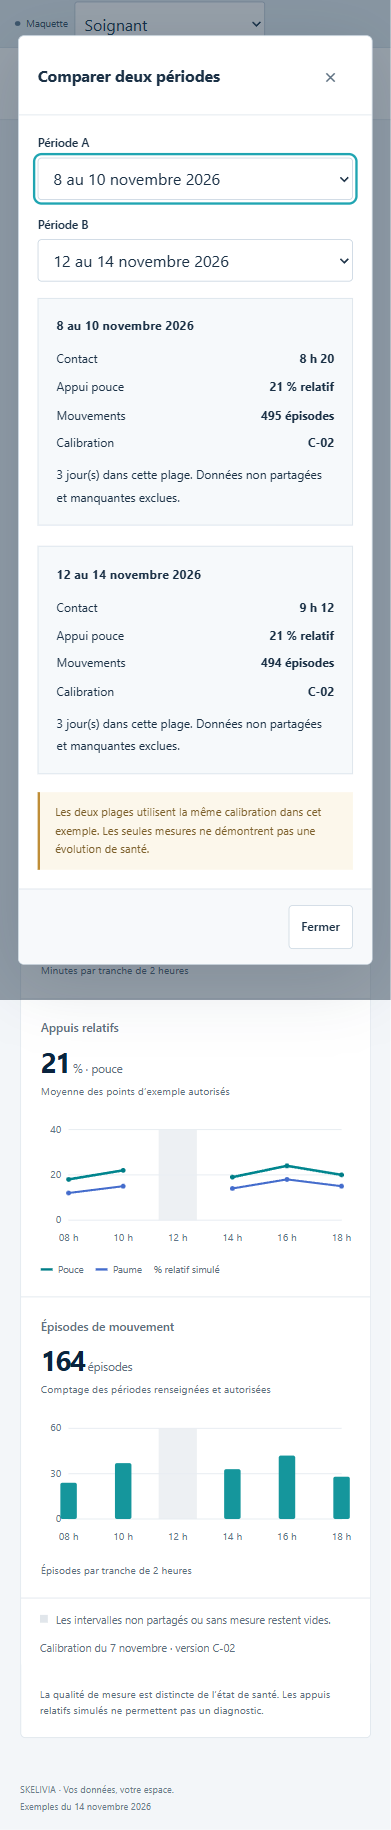 Maquette
Soignant
Comparer deux périodes
×
Période A
8 au 10 novembre 2026
Période B
12 au 14 novembre 2026
8 au 10 novembre 2026
Contact 8 h 20
Appui pouce 21 % relatif
Mouvements 495 épisodes
Calibration C-02
3 jour(s) dans cette plage. Données non partagées
et manquantes exclues.
12 au 14 novembre 2026
Contact 9 h 12
Appui pouce 21 % relatif
Mouvements 494 épisodes
Calibration C-02
3 jour(s) dans cette plage. Données non partagées
et manquantes exclues.
Les deux plages utilisent la même calibration dans cet
exemple. Les seules mesures ne démontrent pas une
évolution de santé.
Fermer
Minutes par tranche de 2 heures
Appuis relatifs
21 % · pouce
Moyenne des points d'exemple autorisés
40
20
0
08 h 10 h 12 h 14 h 16 h 18 h
Pouce Paume % relatif simulé
Épisodes de mouvement
164 épisodes
Comptage des périodes renseignées et autorisées
60
30
0
08 h 10 h 12 h 14 h 16 h 18 h
Épisodes par tranche de 2 heures
Les intervalles non partagés ou sans mesure restent vides.
Calibration du 7 novembre · version C-02
La qualité de mesure est distincte de l'état de santé. Les appuis
relatifs simulés ne permettent pas un diagnostic.
SKELIVIA · Vos données, votre espace.
Exemples du 14 novembre 2026